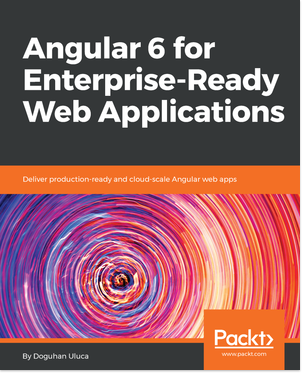 Angular 6 for
Enterprise-Ready
Web Applications
Deliver production-ready and cloud-scale Angular web apps
Packt>
www.packt.com
By Doguhan Uluca